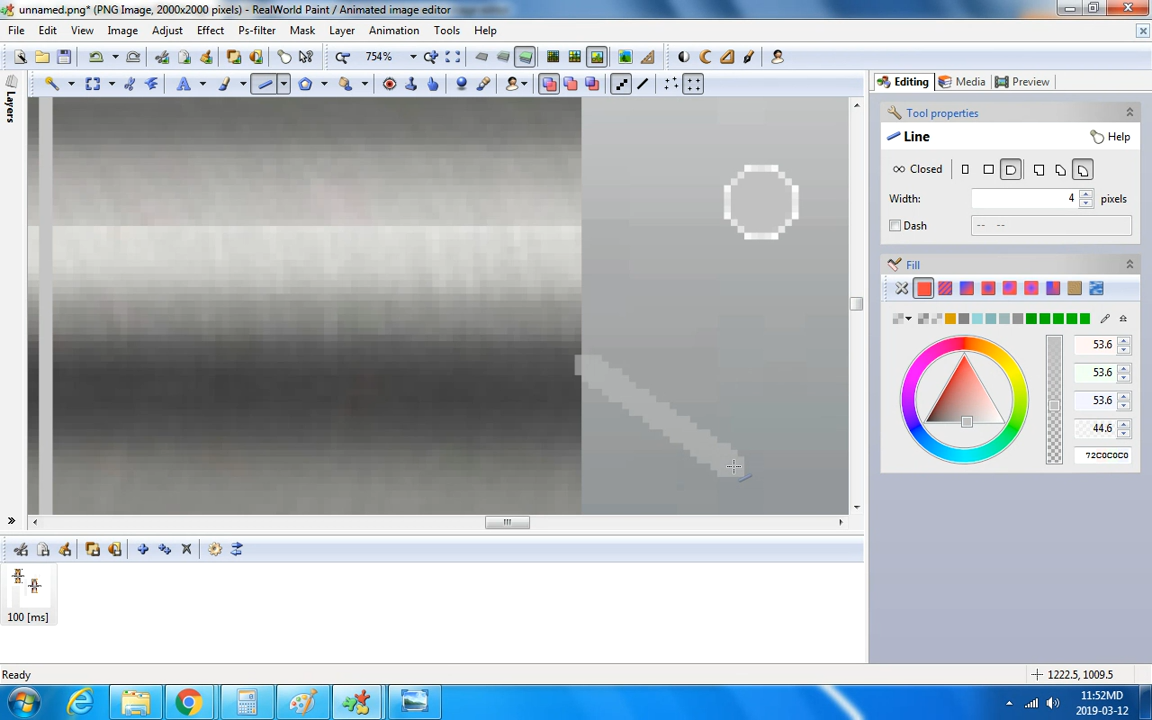 unnamed.png* (PNG Image, 2000x2000 pixels) - RealWorld Paint / Animated image editor
File Edit View Image Adjust Effect Ps-filter Mask Layer Animation Tools Help
754%
Layers
Editing Media Preview
Tool properties
Line Help
Closed
Width: 4 pixels
Dash -- --
Fill
53.6
53.6
53.6
44.6
72C0C0C0
100 [ms]
Ready
1222.5, 1009.5
11:52MD
2019-03-12